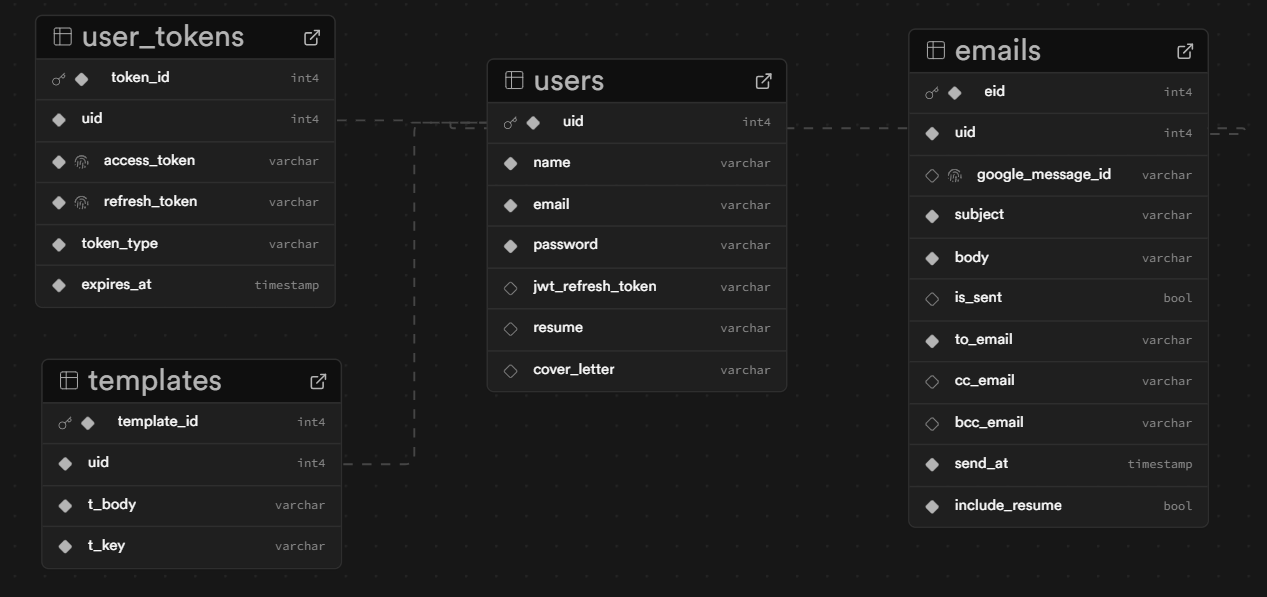 user_tokens
token_id int4
uid int4
access_token varchar
refresh_token varchar
token_type varchar
expires_at timestamp
templates
template_id int4
uid int4
t_body varchar
t_key varchar
users
uid int4
name varchar
email varchar
password varchar
jwt_refresh_token varchar
resume varchar
cover_letter varchar
emails
eid int4
uid int4
google_message_id varchar
subject varchar
body varchar
is_sent bool
to_email varchar
cc_email varchar
bcc_email varchar
send_at timestamp
include_resume bool